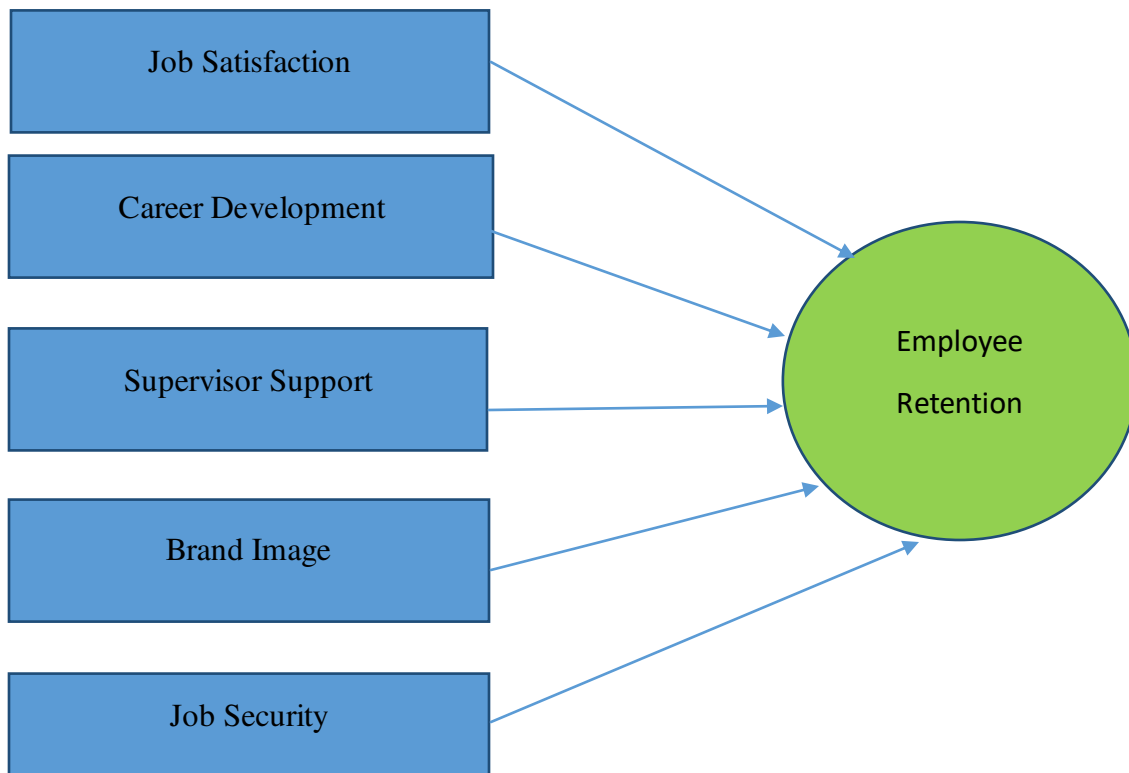 Job Satisfaction
Career Development
Supervisor Support
Brand Image
Job Security
Employee
Retention